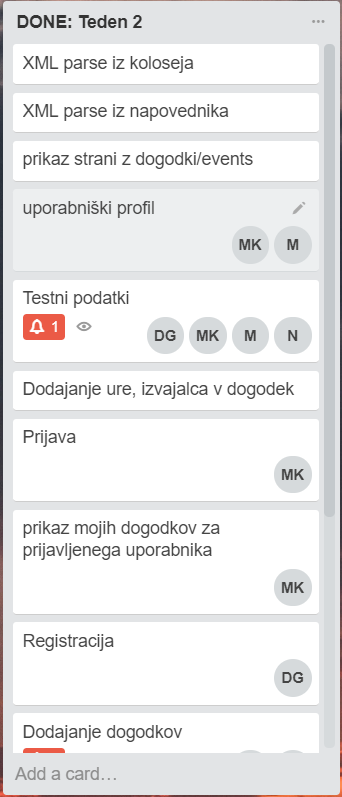 DONE: Teden 2
XML parse iz koloseja
XML parse iz napovednika
prikaz strani z dogodki/events
uporabniški profil
MK M
Testni podatki
1 DG MK M N
Dodajanje ure, izvajalca v dogodek
Prijava
MK
prikaz mojih dogodkov za
prijavljenega uporabnika
MK
Registracija
DG
Dodajanje dogodkov
Add a card…